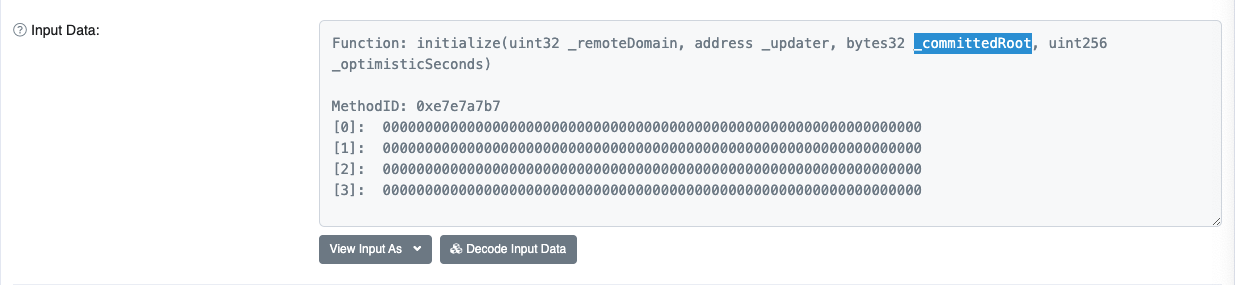 Input Data:
Function: initialize(uint32 _remoteDomain, address _updater, bytes32 _committedRoot, uint256
_optimisticSeconds)
MethodID: 0xe7e7a7b7
[0]: 0000000000000000000000000000000000000000000000000000000000000000
[1]: 0000000000000000000000000000000000000000000000000000000000000000
[2]: 0000000000000000000000000000000000000000000000000000000000000000
[3]: 0000000000000000000000000000000000000000000000000000000000000000
View Input As
Decode Input Data